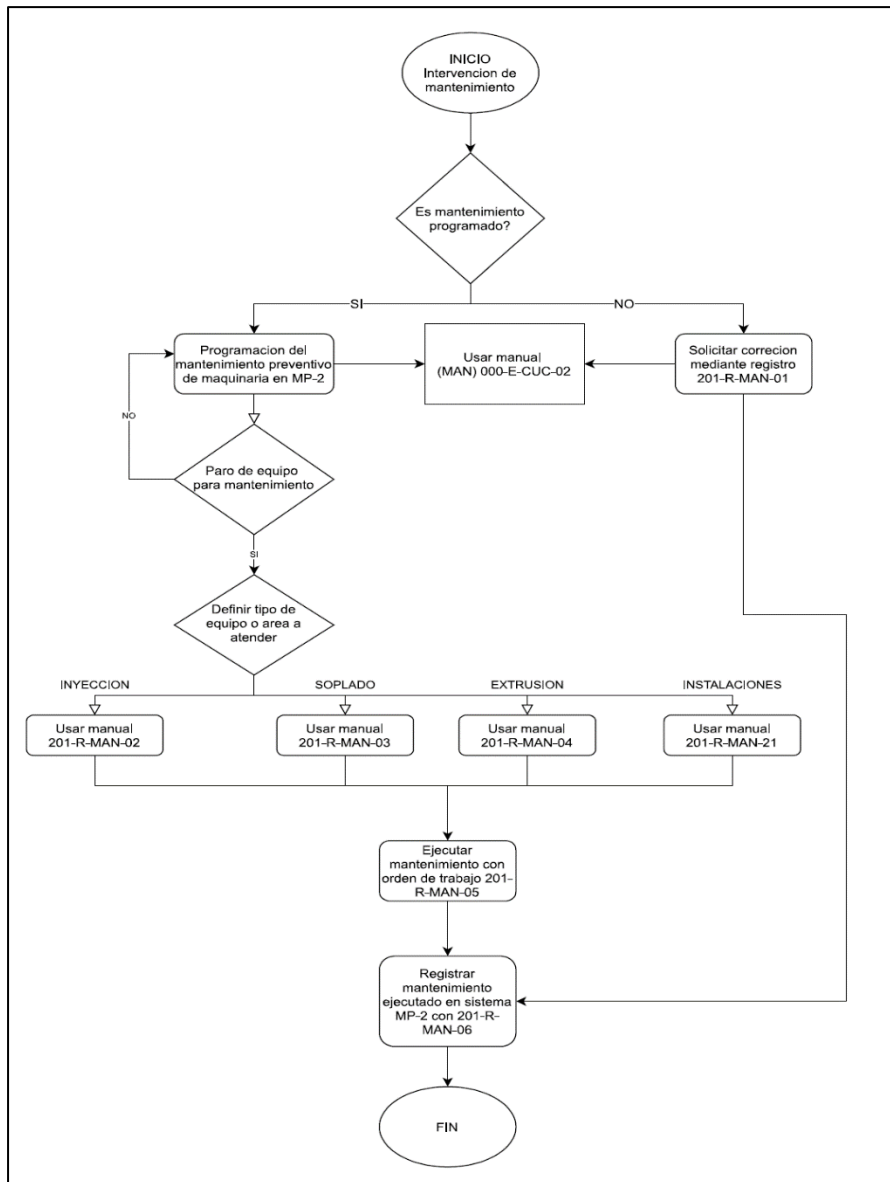 INICIO
Intervencion de
mantenimiento
Es mantenimiento
programado?
SI
NO
Programacion del
mantenimiento preventivo
de maquinaria en MP-2
Usar manual
(MAN) 000-E-CUC-02
Solicitar correcion
mediante registro
201-R-MAN-01
NO
Paro de equipo
para mantenimiento
SI
Definir tipo de
equipo o area a
atender
INYECCION
SOPLADO
EXTRUSION
INSTALACIONES
Usar manual
201-R-MAN-02
Usar manual
201-R-MAN-03
Usar manual
201-R-MAN-04
Usar manual
201-R-MAN-21
Ejecutar
mantenimiento con
orden de trabajo 201-
R-MAN-05
Registrar
mantenimiento
ejecutado en sistema
MP-2 con 201-R-
MAN-06
FIN